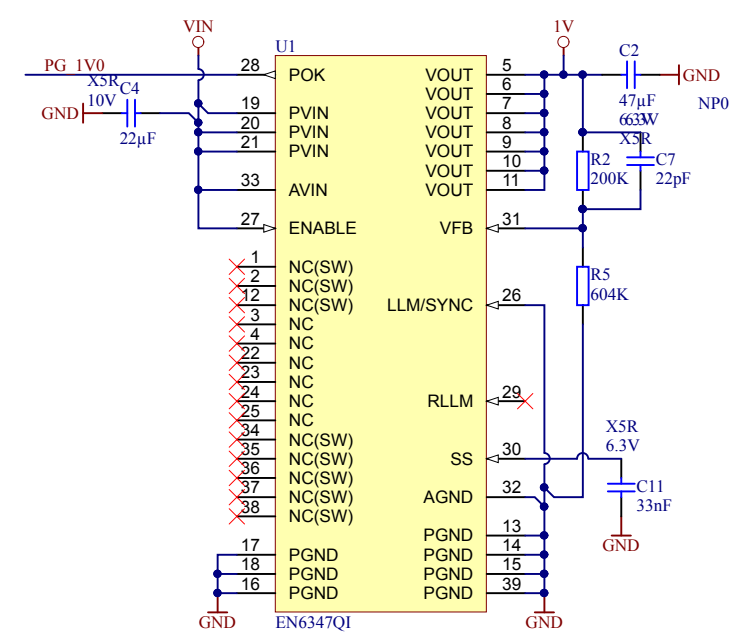 VIN
1V
U1
PG_1V0
28 POK
VOUT 5
C2
GND
X5R
10V
C4
GND
22µF
VOUT 6
47µF
6.3V
X5R
NP0
19 PVIN
VOUT 7
20 PVIN
VOUT 8
21 PVIN
VOUT 9
VOUT 10
R2
200K
C7
22pF
33 AVIN
VOUT 11
27 ENABLE
VFB 31
1 NC(SW)
2 NC(SW)
R5
604K
12 NC(SW)
LLM/SYNC 26
3 NC
4 NC
22 NC
23 NC
24 NC
RLLM 29
25 NC
34 NC(SW)
X5R
6.3V
35 NC(SW)
SS 30
36 NC(SW)
37 NC(SW)
AGND 32
C11
33nF
38 NC(SW)
PGND 13
GND
17 PGND
PGND 14
18 PGND
PGND 15
16 PGND
PGND 39
GND
EN6347QI
GND